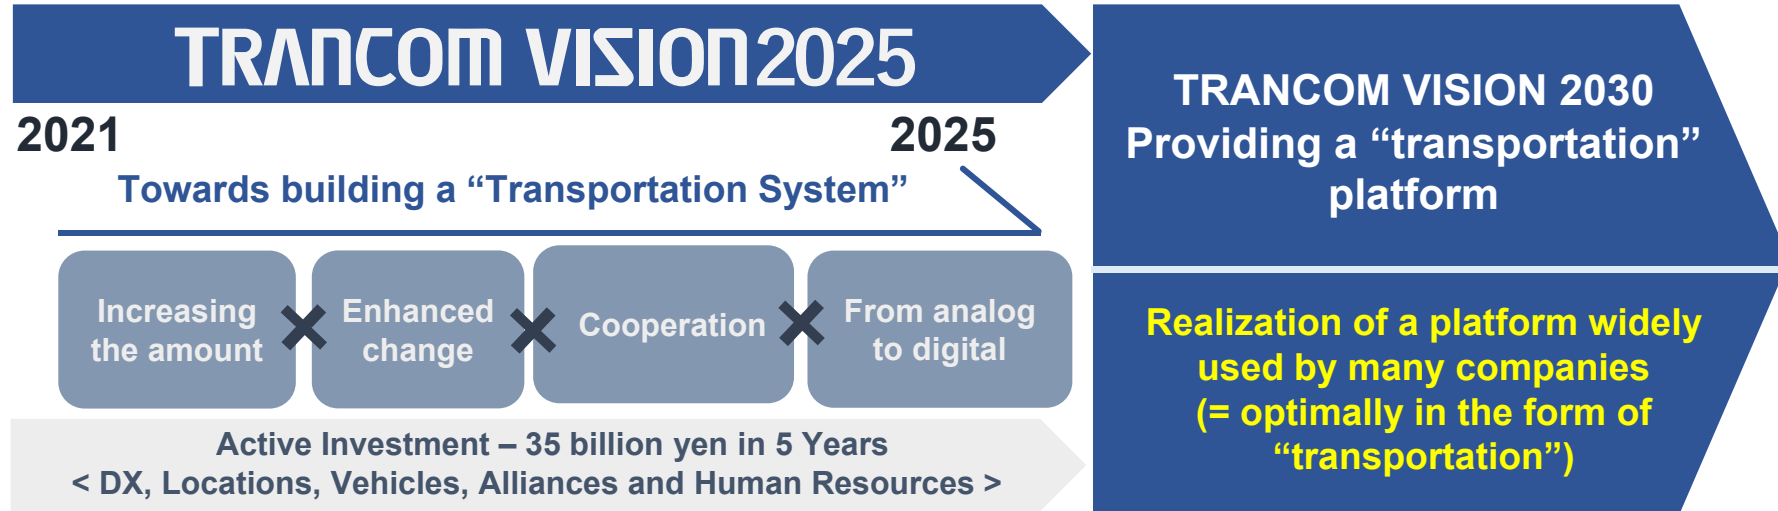 TRANCOM VISION2025
2021
2025
Towards building a “Transportation System”
Increasing
the amount
Enhanced
change
Cooperation
From analog
to digital
Active Investment – 35 billion yen in 5 Years
< DX, Locations, Vehicles, Alliances and Human Resources >
TRANCOM VISION 2030
Providing a “transportation”
platform
Realization of a platform widely
used by many companies
(= optimally in the form of
“transportation”)